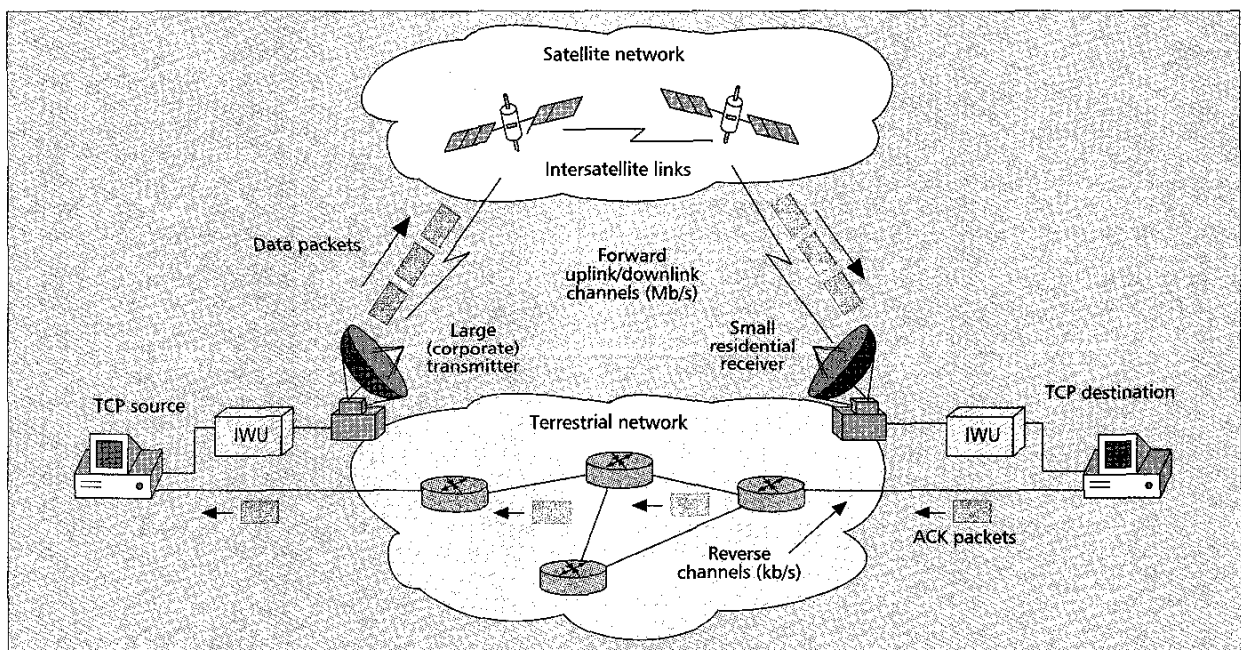 Satellite network
Intersatellite links
Data packets
Forward
uplink/downlink
channels (Mb/s)
Large
(corporate)
transmitter
Small
residential
receiver
TCP source
IWU
Terrestrial network
IWU
TCP destination
Reverse
channels (kb/s)
ACK packets